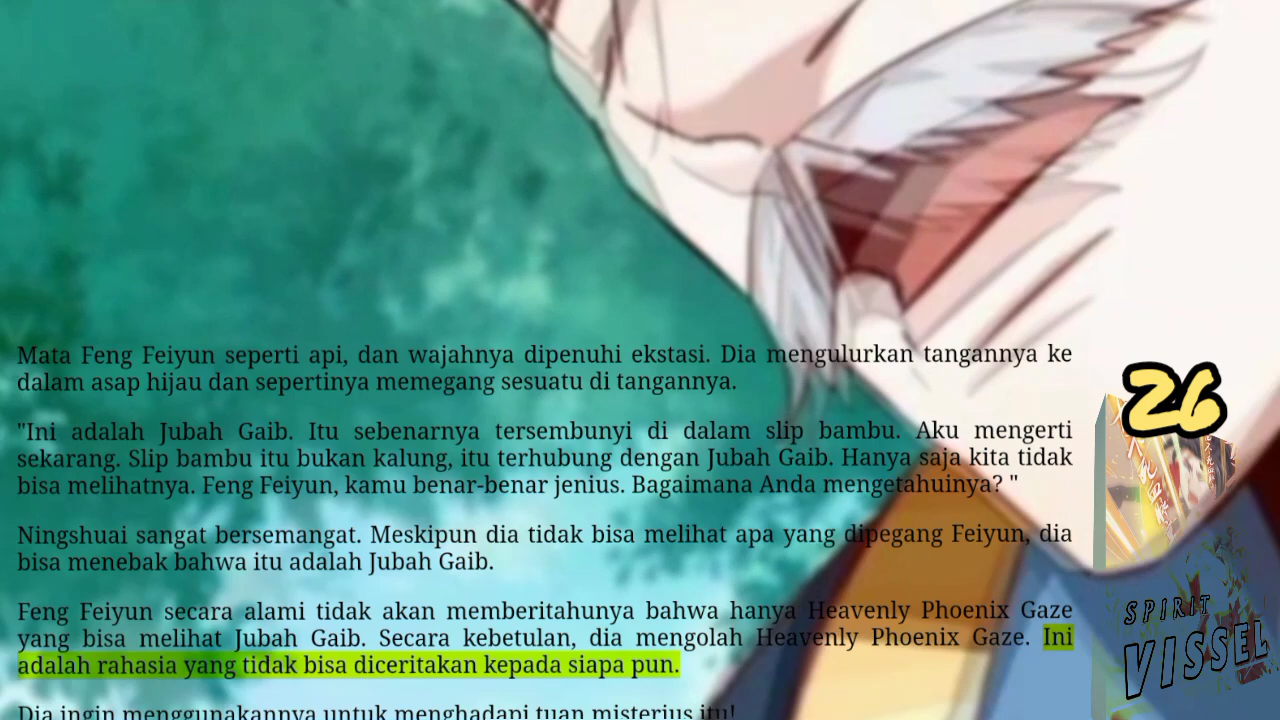 Mata Feng Feiyun seperti api, dan wajahnya dipenuhi ekstasi. Dia mengulurkan tangannya ke
dalam asap hijau dan sepertinya memegang sesuatu di tangannya.
"Ini adalah Jubah Gaib. Itu sebenarnya tersembunyi di dalam slip bambu. Aku mengerti
sekarang. Slip bambu itu bukan kalung, itu terhubung dengan Jubah Gaib. Hanya saja kita tidak
bisa melihatnya. Feng Feiyun, kamu benar-benar jenius. Bagaimana Anda mengetahuinya? "
Ningshuai sangat bersemangat. Meskipun dia tidak bisa melihat apa yang dipegang Feiyun, dia
bisa menebak bahwa itu adalah Jubah Gaib.
Feng Feiyun secara alami tidak akan memberitahunya bahwa hanya Heavenly Phoenix Gaze
yang bisa melihat Jubah Gaib. Secara kebetulan, dia mengolah Heavenly Phoenix Gaze. Ini
adalah rahasia yang tidak bisa diceritakan kepada siapa pun.
Dia ingin menggunakannya untuk menghadapi tuan misterius itu!
26
SPIRIT
VISSEL